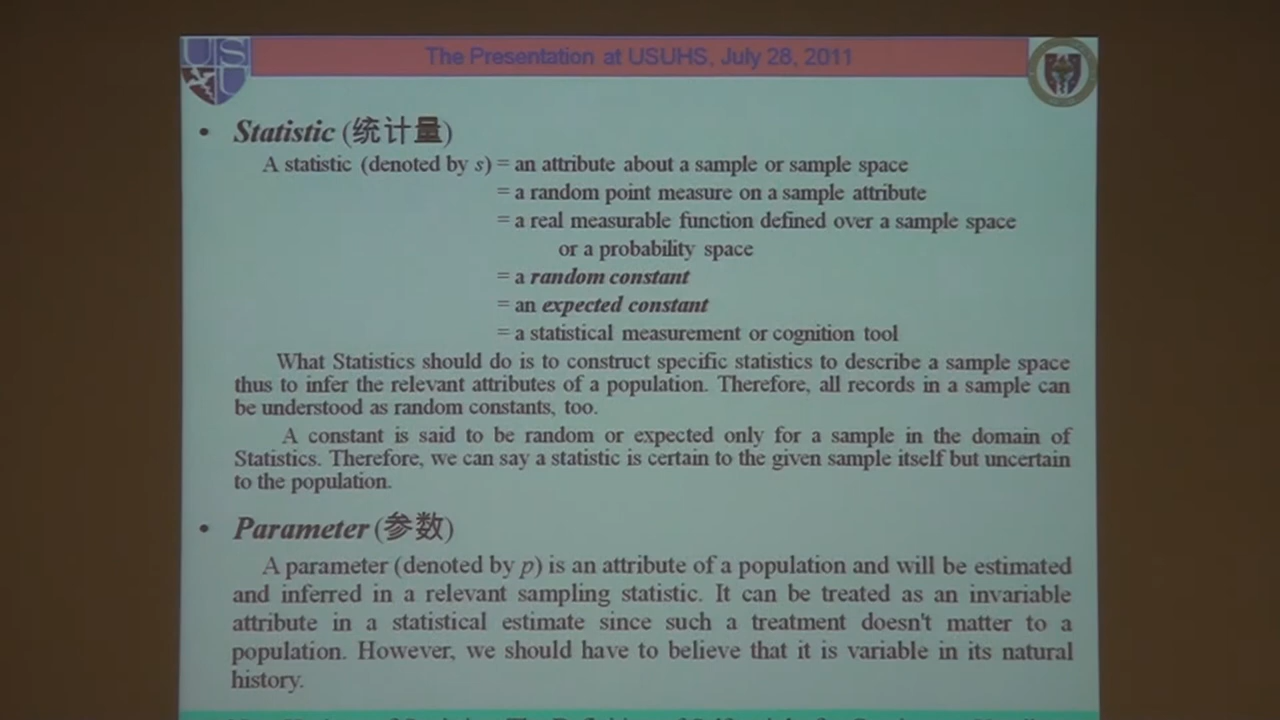 The Presentation at USUHS, July 28, 2011
USU
• Statistic (统计量)
A statistic (denoted by s) = an attribute about a sample or sample space
= a random point measure on a sample attribute
= a real measurable function defined over a sample space
or a probability space
= a random constant
= an expected constant
= a statistical measurement or cognition tool
What Statistics should do is to construct specific statistics to describe a sample space
thus to infer the relevant attributes of a population. Therefore, all records in a sample can
be understood as random constants, too.
A constant is said to be random or expected only for a sample in the domain of
Statistics. Therefore, we can say a statistic is certain to the given sample itself but uncertain
to the population.
• Parameter (参数)
A parameter (denoted by p) is an attribute of a population and will be estimated
and inferred in a relevant sampling statistic. It can be treated as an invariable
attribute in a statistical estimate since such a treatment doesn't matter to a
population. However, we should have to believe that it is variable in its natural
history.